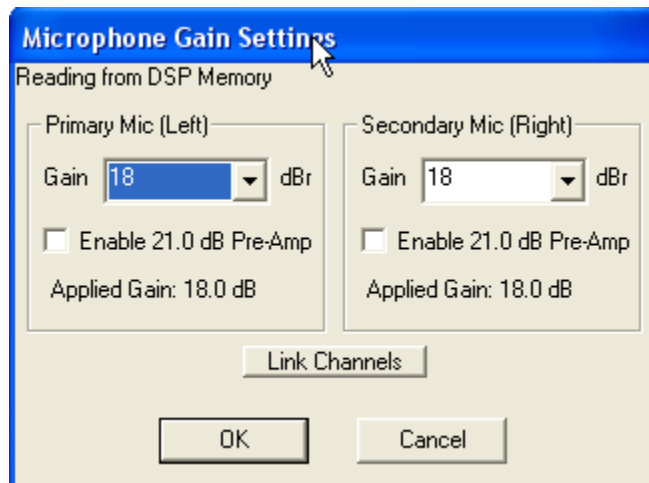 Microphone Gain Settings
Reading from DSP Memory
Primary Mic (Left)
Secondary Mic (Right)
Gain 18 dBr
Gain 18 dBr
Enable 21.0 dB Pre-Amp
Enable 21.0 dB Pre-Amp
Applied Gain: 18.0 dB
Applied Gain: 18.0 dB
Link Channels
OK
Cancel